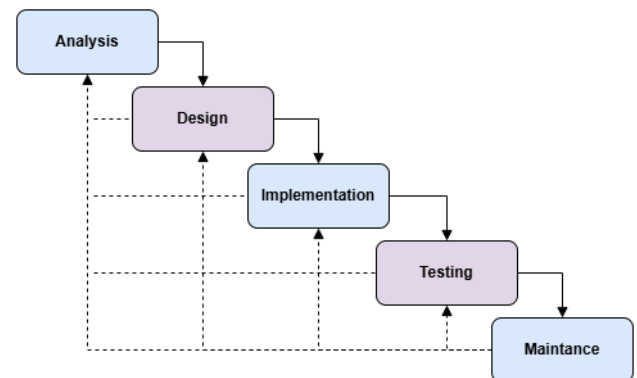 Analysis
Design
Implementation
Testing
Maintance